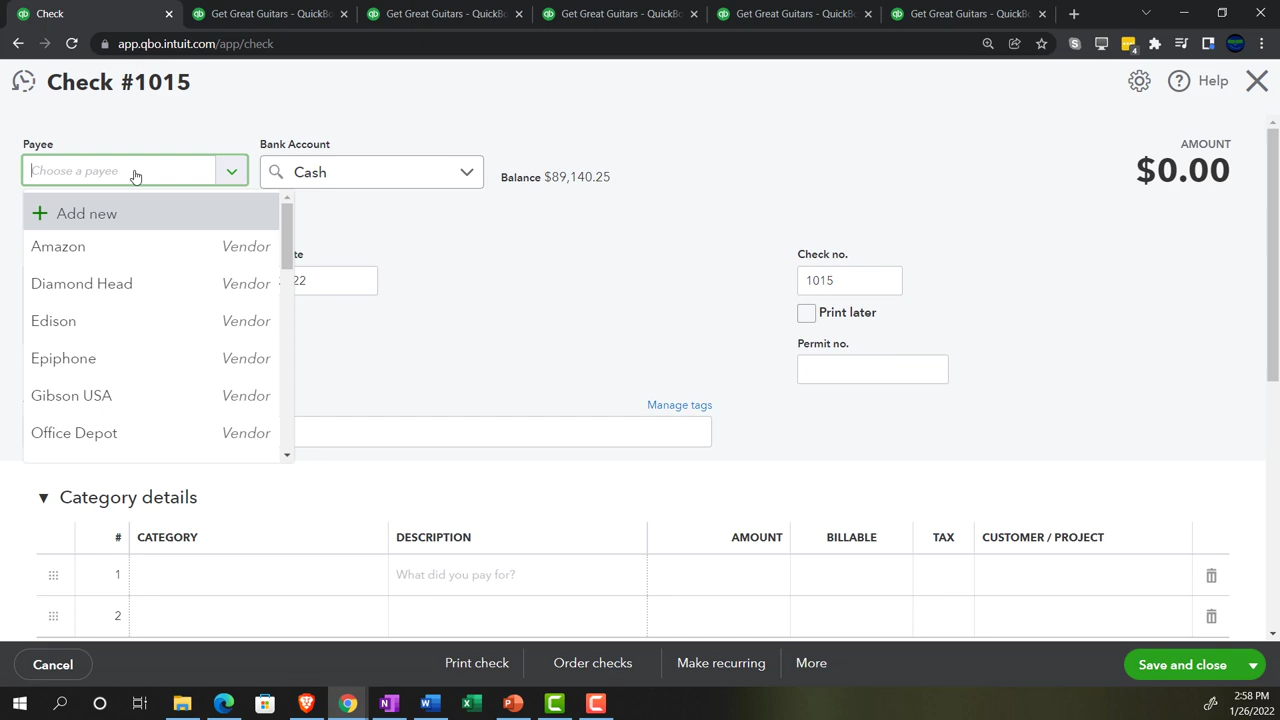 Check
Get Great Guitars - QuickBo
Get Great Guitars - QuickBo
Get Great Guitars - QuickBo
Get Great Guitars - QuickBo
Get Great Guitars - QuickBo
app.qbo.intuit.com/app/check
4
Check #1015
Help
Payee
Bank Account
AMOUNT
Choose a payee
Cash
Balance $89,140.25
$0.00
Add new
Amazon Vendor
te
Check no.
Diamond Head Vendor
22
1015
Print later
Edison Vendor
Permit no.
Epiphone Vendor
Gibson USA Vendor
Manage tags
Office Depot Vendor
Category details
# CATEGORY DESCRIPTION AMOUNT BILLABLE TAX CUSTOMER / PROJECT
1 What did you pay for?
2
Cancel
Print check
Order checks
Make recurring
More
Save and close
2:58 PM
1/26/2022